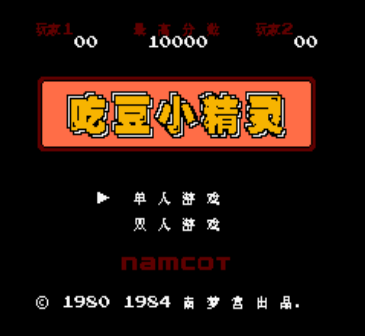 玩家1 最高分数 玩家2
00 10000 00
吃豆小精灵
单人游戏
双人游戏
namcoT
© 1980 1984 南梦宫出品.